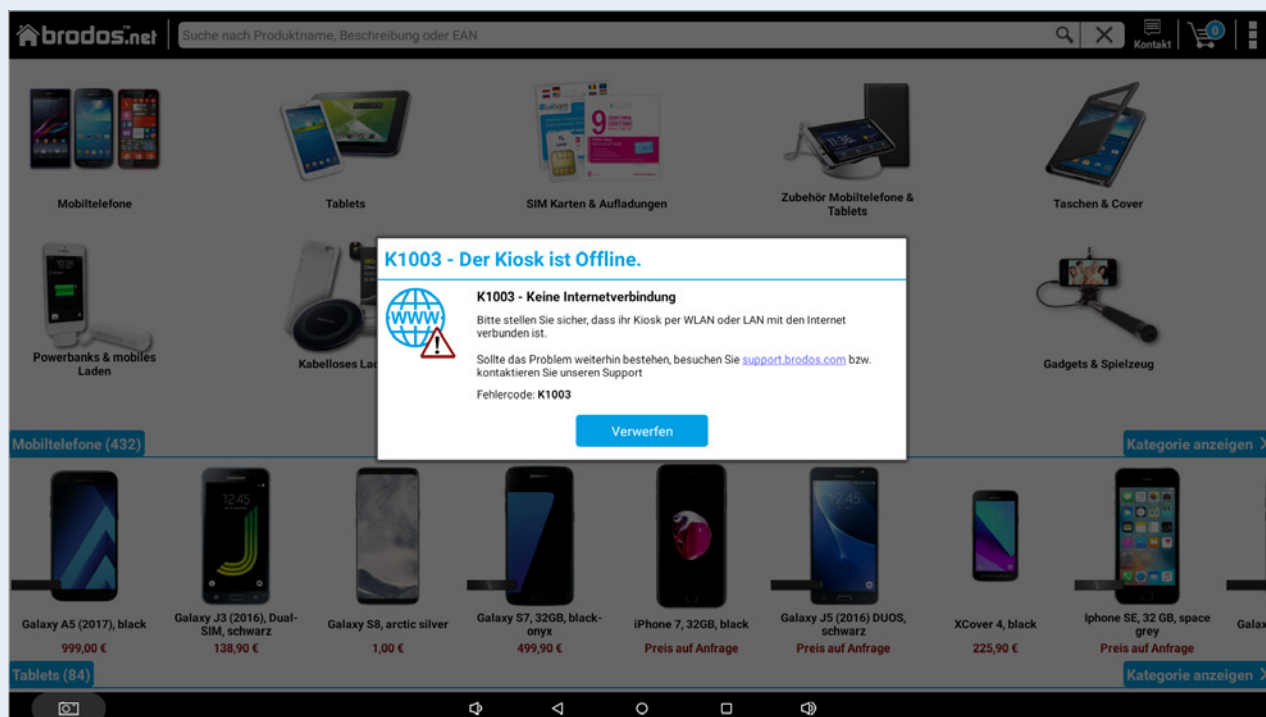 brodos.net
Suche nach Produktname, Beschreibung oder EAN
Kontakt
0
Mobiltelefone
Tablets
SIM Karten & Aufladungen
Zubehör Mobiltelefone &
Tablets
Taschen & Cover
Powerbanks & mobiles
Laden
Kabelloses La
Gadgets & Spielzeug
K1003 - Der Kiosk ist Offline.
WWW
K1003 - Keine Internetverbindung
Bitte stellen Sie sicher, dass ihr Kiosk per WLAN oder LAN mit den Internet
verbunden ist.
Sollte das Problem weiterhin bestehen, besuchen Sie support.brodos.com bzw.
kontaktieren Sie unseren Support
Fehlercode: K1003
Verwerfen
Mobiltelefone (432)
Kategorie anzeigen
Galaxy A5 (2017), black
999,00 €
Galaxy J3 (2016), Dual-
SIM, schwarz
138,90 €
Galaxy S8, arctic silver
1,00 €
Galaxy S7, 32GB, black-
onyx
499,90 €
iPhone 7, 32GB, black
Preis auf Anfrage
Galaxy J5 (2016) DUOS,
schwarz
Preis auf Anfrage
XCover 4, black
225,90 €
Iphone SE, 32 GB, space
grey
Preis auf Anfrage
Galax
Tablets (84)
Kategorie anzeigen